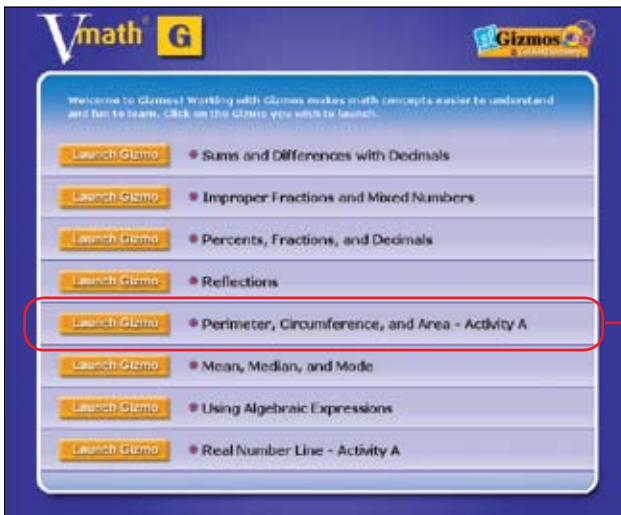 Vmath® G
Gizmos
Welcome to Gizmos! Working with Gizmos makes math concepts easier to understand
and fun to learn. Click on the Gizmo you wish to launch.
Launch Gizmo Sums and Differences with Decimals
Launch Gizmo Improper Fractions and Mixed Numbers
Launch Gizmo Percents, Fractions, and Decimals
Launch Gizmo Reflections
Launch Gizmo Perimeter, Circumference, and Area - Activity A
Launch Gizmo Mean, Median, and Mode
Launch Gizmo Using Algebraic Expressions
Launch Gizmo Real Number Line - Activity A